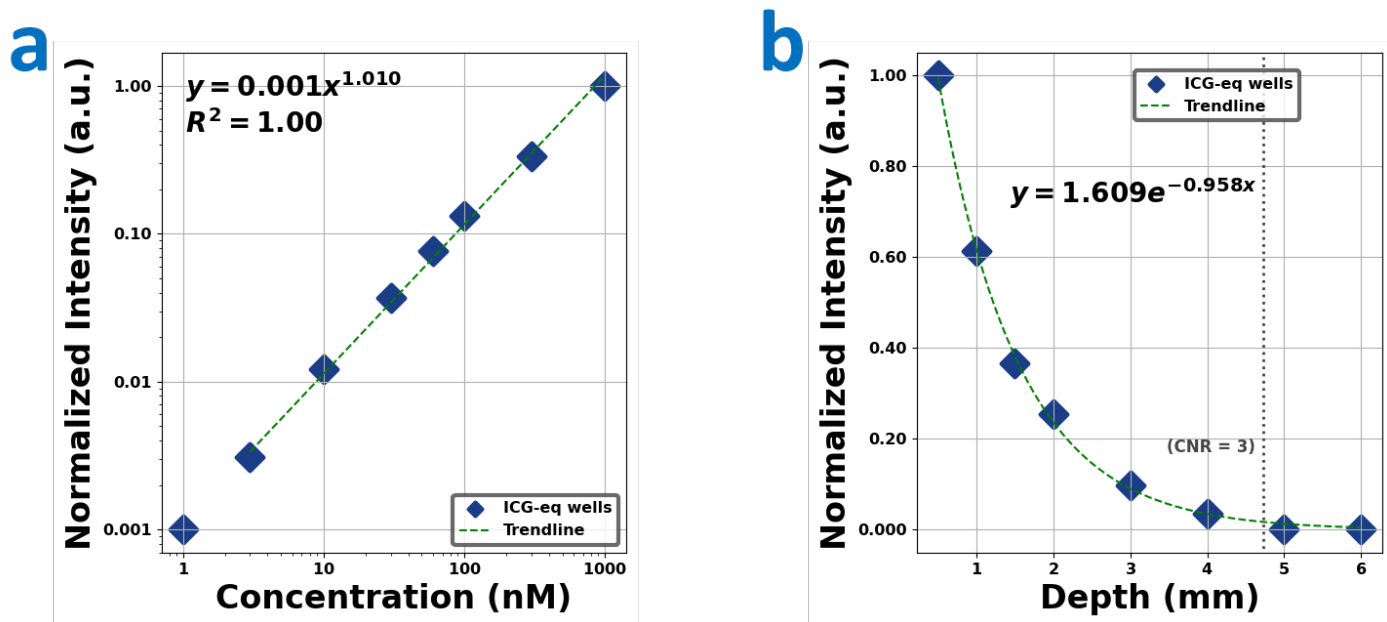 a
Normalized Intensity (a.u.)
1.00
0.10
0.01
0.001
y = 0.001x^1.010
R² = 1.00
ICG-eq wells
Trendline
1 10 100 1000
Concentration (nM)
b
Normalized Intensity (a.u.)
1.00
0.80
0.60
0.40
0.20
0.000
ICG-eq wells
Trendline
y = 1.609e^−0.958x
(CNR = 3)
1 2 3 4 5 6
Depth (mm)